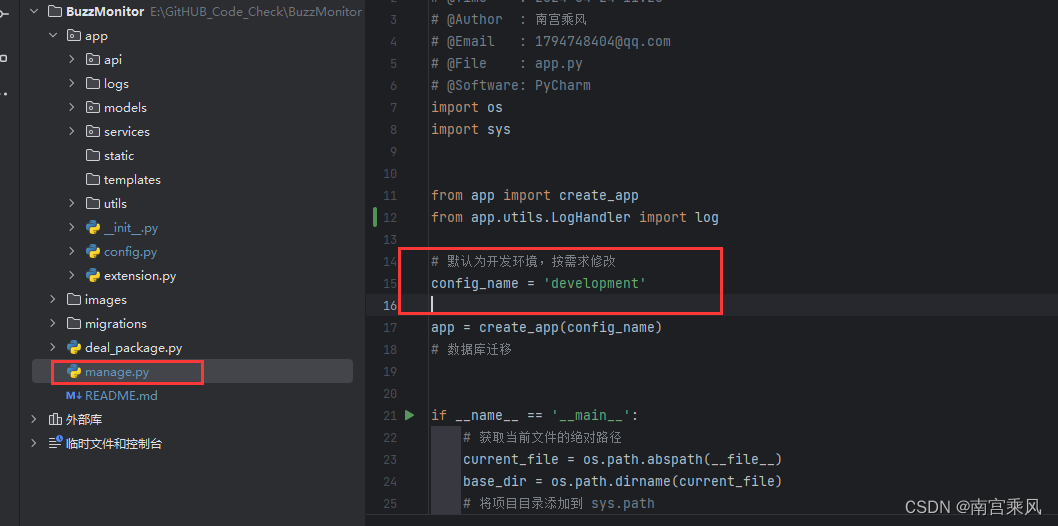 BuzzMonitor E:\GitHUB_Code_Check\BuzzMonitor
app
api
logs
models
services
static
templates
utils
__init__.py
config.py
extension.py
images
migrations
deal_package.py
manage.py
M↓ README.md
外部库
临时文件和控制台
3 # @Author  : 南宫乘风
4 # @Email   : 1794748404@qq.com
5 # @File    : app.py
6 # @Software: PyCharm
7 import os
8 import sys
9
10
11 from app import create_app
12 from app.utils.LogHandler import log
13
14 # 默认为开发环境，按需求修改
15 config_name = 'development'
16
17 app = create_app(config_name)
18 # 数据库迁移
19
20
21 if __name__ == '__main__':
22     # 获取当前文件的绝对路径
23     current_file = os.path.abspath(__file__)
24     base_dir = os.path.dirname(current_file)
25     # 将项目目录添加到 sys.path
CSDN @南宫乘风